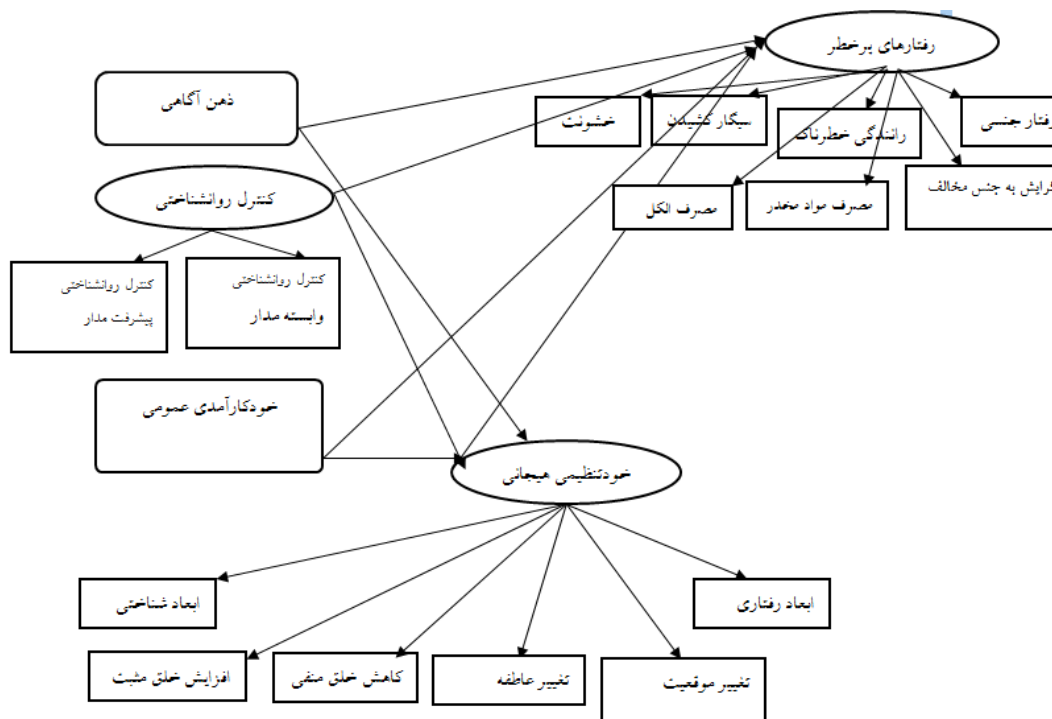 رفتارهای پرخطر
ذهن آگاهی
خشونت
سیگار کشیدن
رانندگی خطرناک
رفتار جنسی
کنترل روانشناختی
مصرف الکل
مصرف مواد مخدر
گرایش به جنس مخالف
کنترل روانشناختی
پیشرفت مدار
کنترل روانشناختی
وابسته مدار
خودکارآمدی عمومی
خودتنظیمی هیجانی
ابعاد شناختی
ابعاد رفتاری
افزایش خلق مثبت
کاهش خلق منفی
تغییر عاطفه
تغییر موقعیت